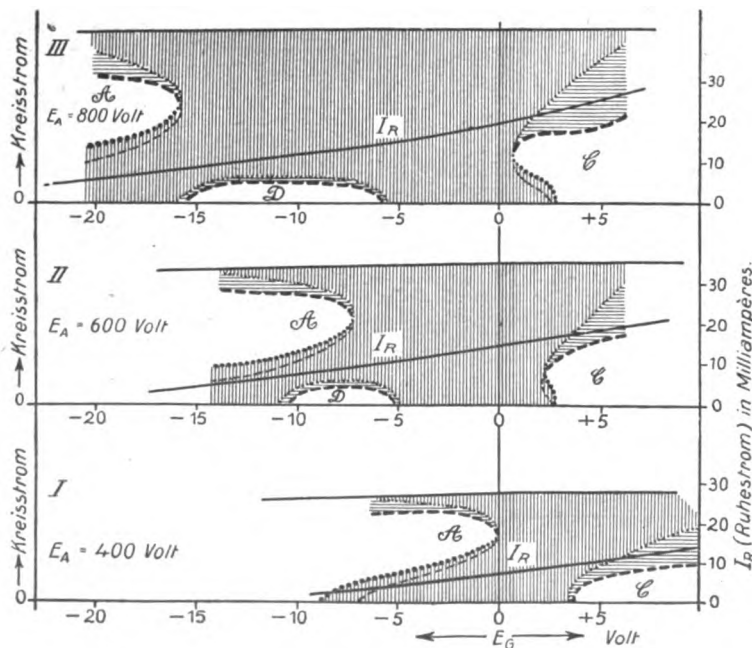 III
→ Kreisstrom
A
E_A = 800 Volt
I_R
D
C
30
20
10
0
0
−20
−15
−10
−5
0
+5
II
→ Kreisstrom
A
E_A = 600 Volt
I_R
D
C
30
20
10
0
0
−20
−15
−10
−5
0
+5
I
→ Kreisstrom
A
E_A = 400 Volt
I_R
C
30
20
10
0
0
−20
−15
−10
−5
0
+5
E_G
Volt
I_R (Ruhestrom) in Milliampères.